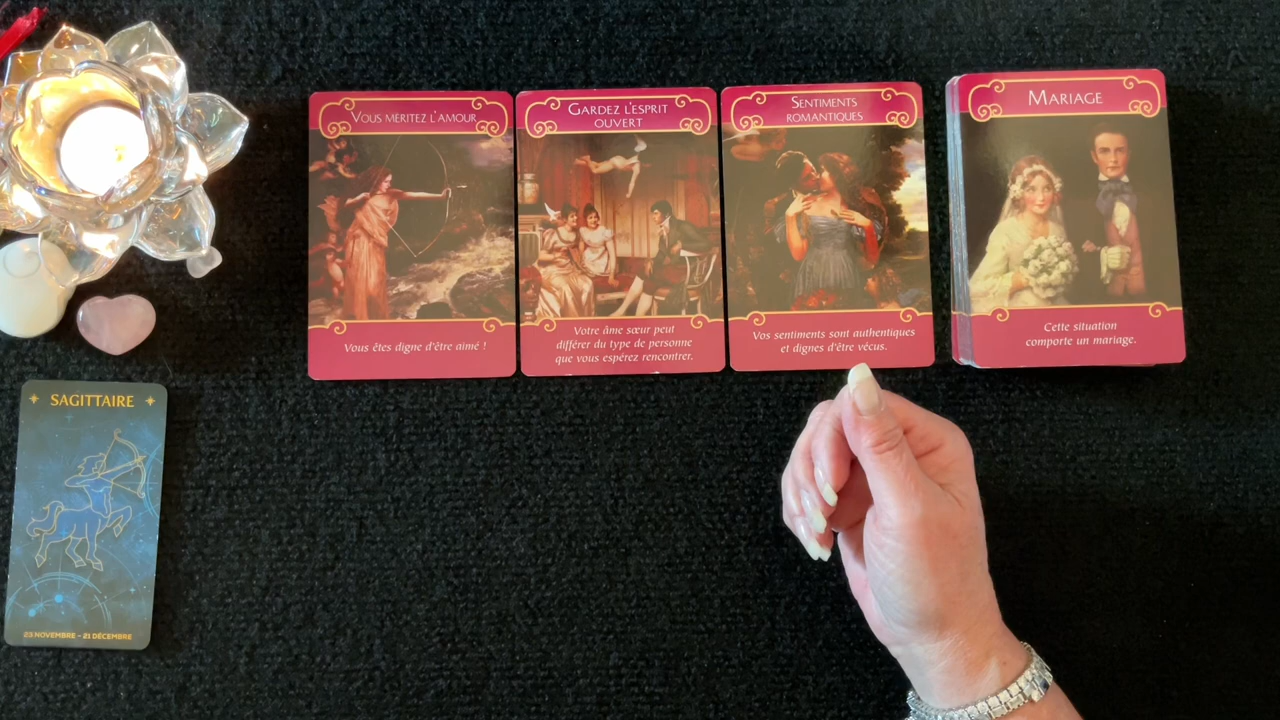 Vous méritez l'amour
Gardez l'esprit
ouvert
Sentiments
romantiques
Mariage
Vous êtes digne d'être aimé !
Votre âme sœur peut
différer du type de personne
que vous espérez rencontrer.
Vos sentiments sont authentiques
et dignes d'être vécus.
Cette situation
comporte un mariage.
SAGITTAIRE
23 NOVEMBRE - 21 DÉCEMBRE